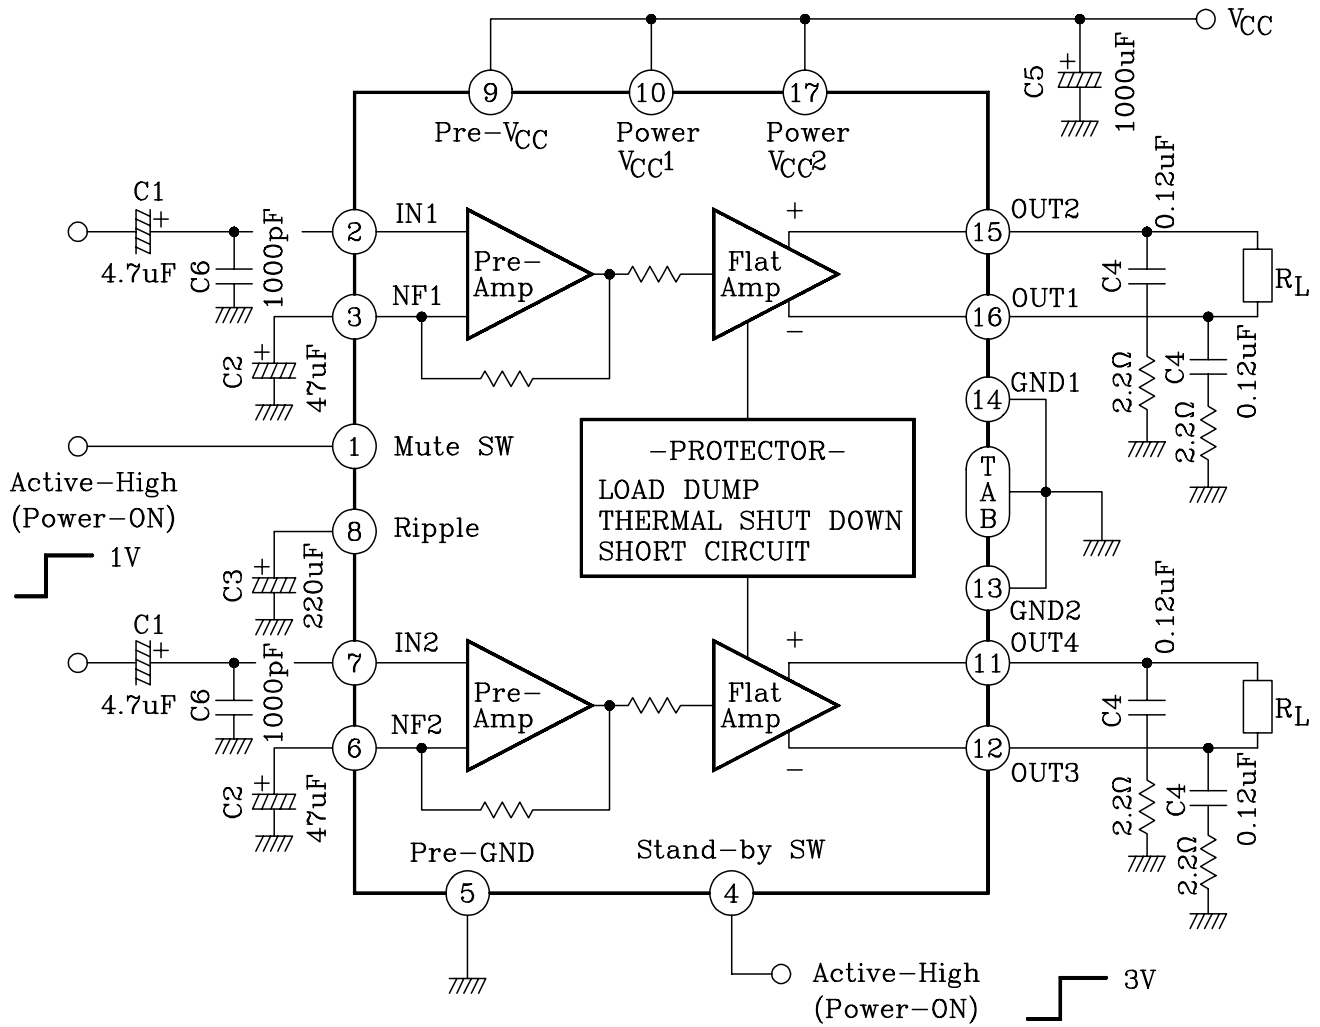 VCC
C5
1000uF
9
10
17
Pre-VCC
Power
VCC1
Power
VCC2
C1
4.7uF
C6
1000pF
2
IN1
Pre-
Amp
+
Flat
Amp
-
15
OUT2
0.12uF
C4
2.2Ω
RL
3
NF1
C2
47uF
16
OUT1
C4
0.12uF
2.2Ω
14
GND1
1
Mute SW
Active-High
(Power-ON)
1V
-PROTECTOR-
LOAD DUMP
THERMAL SHUT DOWN
SHORT CIRCUIT
TAB
8
Ripple
C3
220uF
13
GND2
C1
4.7uF
C6
1000pF
7
IN2
Pre-
Amp
+
Flat
Amp
-
11
OUT4
0.12uF
C4
2.2Ω
RL
6
NF2
C2
47uF
12
OUT3
C4
0.12uF
2.2Ω
Pre-GND
5
Stand-by SW
4
Active-High
(Power-ON)
3V